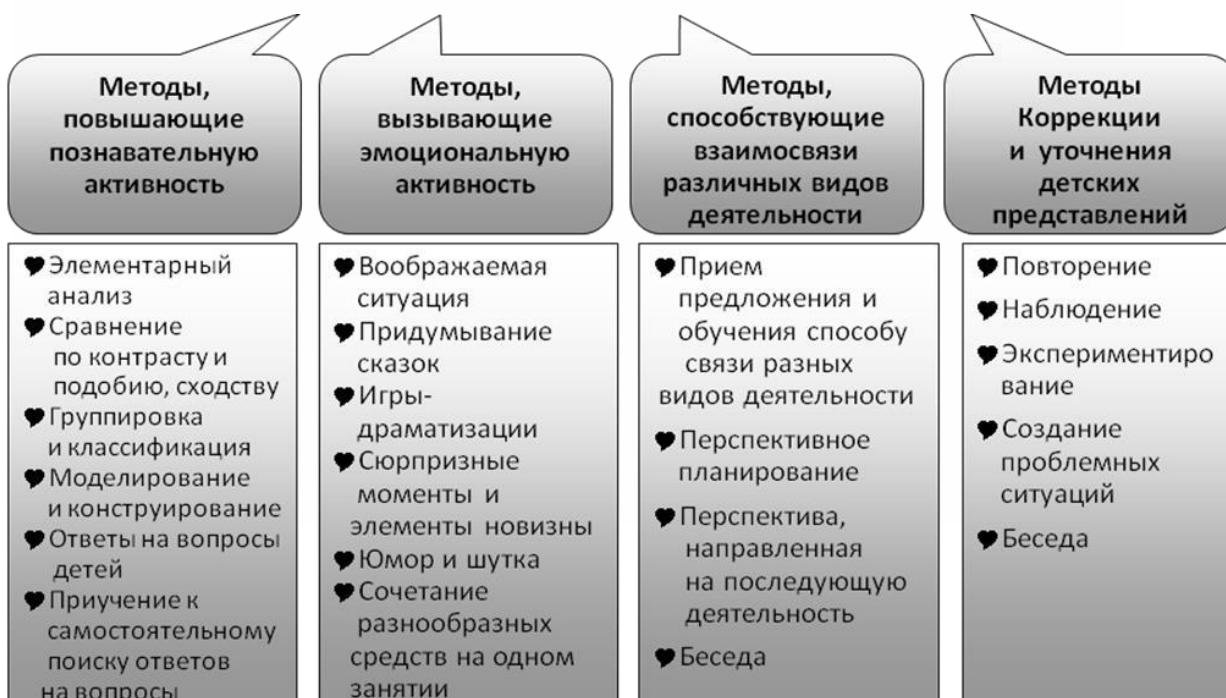 Методы,
повышающие
познавательную
активность
Элементарный
анализ
Сравнение
по контрасту и
подобию, сходству
Группировка
и классификация
Моделирование
и конструирование
Ответы на вопросы
детей
Приучение к
самостоятельному
поиску ответов
на вопросы
Методы,
вызывающие
эмоциональную
активность
Воображаемая
ситуация
Придумывание
сказок
Игры-
драматизации
Сюрпризные
моменты и
элементы новизны
Юмор и шутка
Сочетание
разнообразных
средств на одном
занятии
Методы,
способствующие
взаимосвязи
различных видов
деятельности
Прием
предложения и
обучения способу
связи разных
видов деятельности
Перспективное
планирование
Перспектива,
направленная
на последующую
деятельность
Беседа
Методы
Коррекции
и уточнения
детских
представлений
Повторение
Наблюдение
Экспериментиро
вание
Создание
проблемных
ситуаций
Беседа